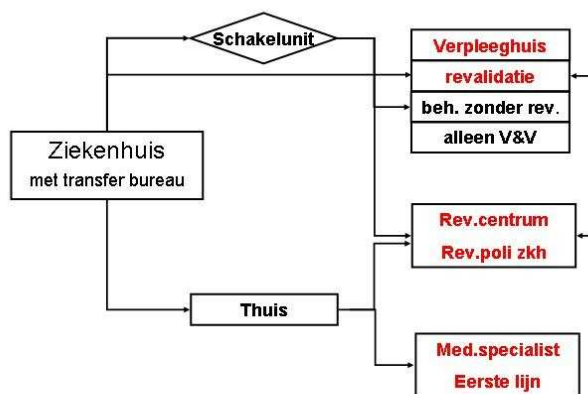 Schakelunit
Verpleeghuis
revalidatie
beh. zonder rev.
alleen V&V
Ziekenhuis
met transfer bureau
Rev.centrum
Rev.poli zkh
Thuis
Med.specialist
Eerste lijn